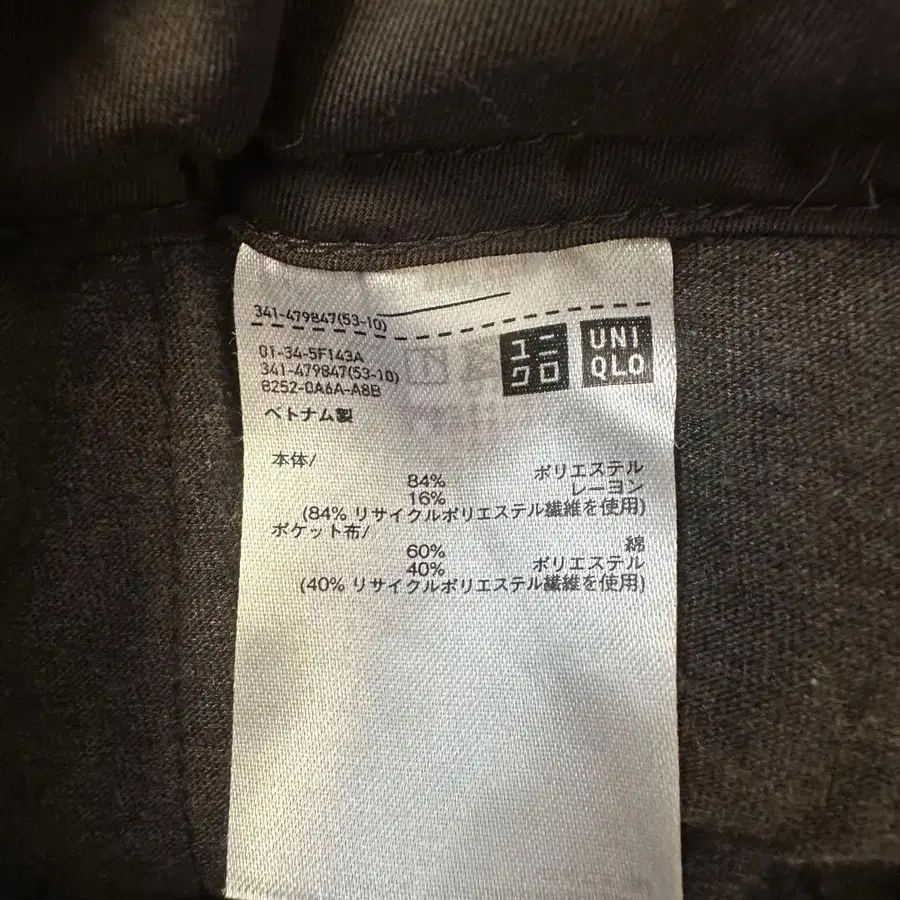 341-479847(53-10)
01-34-5F143A
341-479847(53-10)
8252-0A6A-A8B
ベトナム製
ユニ
クロ
UNI
QLO
本体/
84% ポリエステル
16% レーヨン
(84% リサイクルポリエステル繊維を使用)
ポケット布/
60% 綿
40% ポリエステル
(40% リサイクルポリエステル繊維を使用)